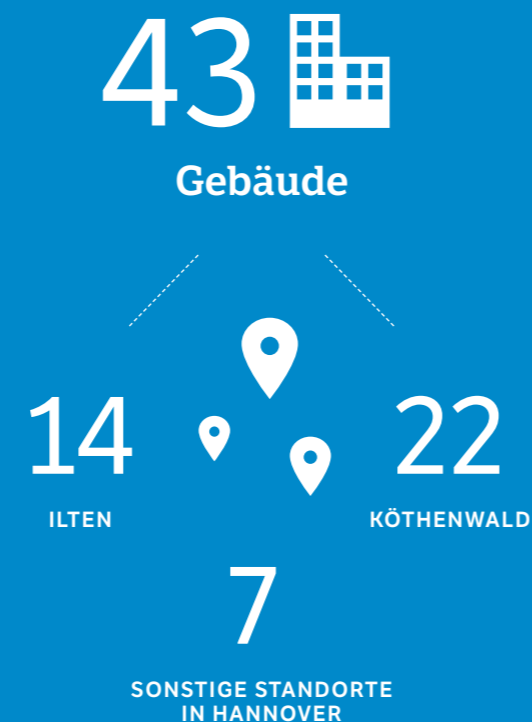 43
Gebäude
14
ILTEN
22
KÖTHENWALD
7
SONSTIGE STANDORTE
IN HANNOVER